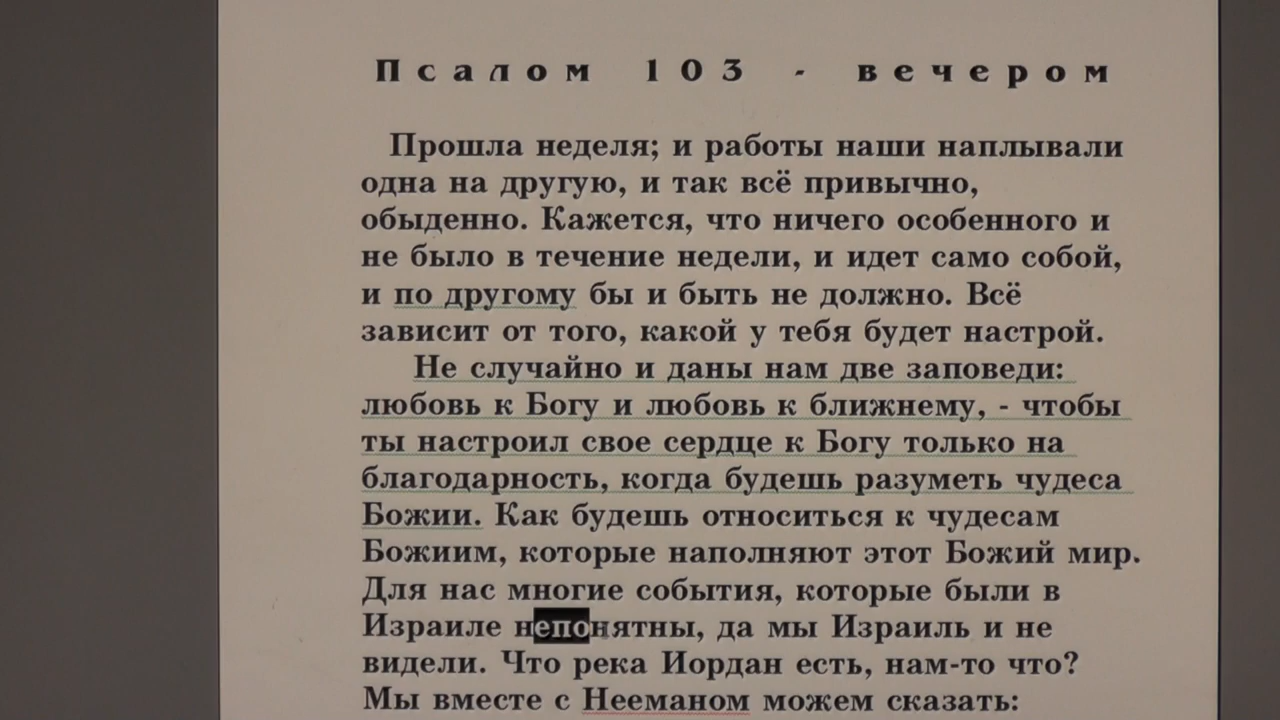 Псалом 103 - вечером
Прошла неделя; и работы наши наплывали
одна на другую, и так всё привычно,
обыденно. Кажется, что ничего особенного и
не было в течение недели, и идет само собой,
и по другому бы и быть не должно. Всё
зависит от того, какой у тебя будет настрой.
Не случайно и даны нам две заповеди:
любовь к Богу и любовь к ближнему, - чтобы
ты настроил свое сердце к Богу только на
благодарность, когда будешь разуметь чудеса
Божии. Как будешь относиться к чудесам
Божиим, которые наполняют этот Божий мир.
Для нас многие события, которые были в
Израиле непонятны, да мы Израиль и не
видели. Что река Иордан есть, нам-то что?
Мы вместе с Нееманом можем сказать: